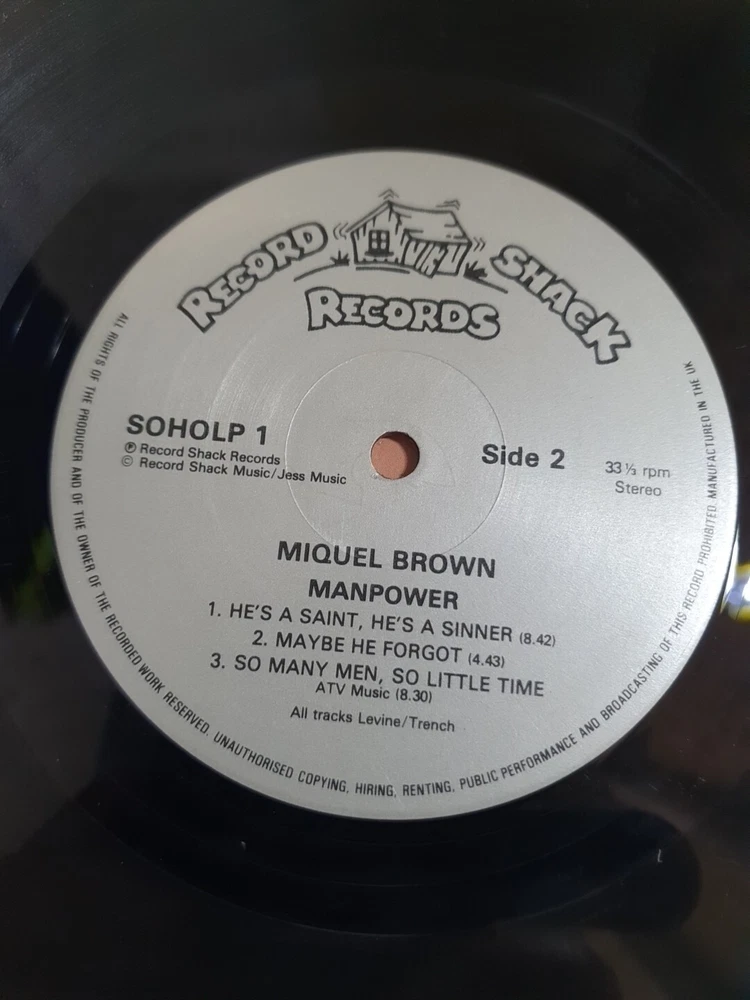 RECORD SHACK
RECORDS
SOHOLP 1
Ⓟ Record Shack Records
© Record Shack Music/Jess Music
Side 2
33⅓ rpm
Stereo
MIQUEL BROWN
MANPOWER
1. HE'S A SAINT, HE'S A SINNER (8.42)
2. MAYBE HE FORGOT (4.43)
3. SO MANY MEN, SO LITTLE TIME
ATV Music (8.30)
All tracks Levine/Trench
ALL RIGHTS OF THE PRODUCER AND OF THE OWNER OF THE RECORDED WORK RESERVED. UNAUTHORISED COPYING, HIRING, RENTING, PUBLIC PERFORMANCE AND BROADCASTING OF THIS RECORD PROHIBITED. MANUFACTURED IN THE UK